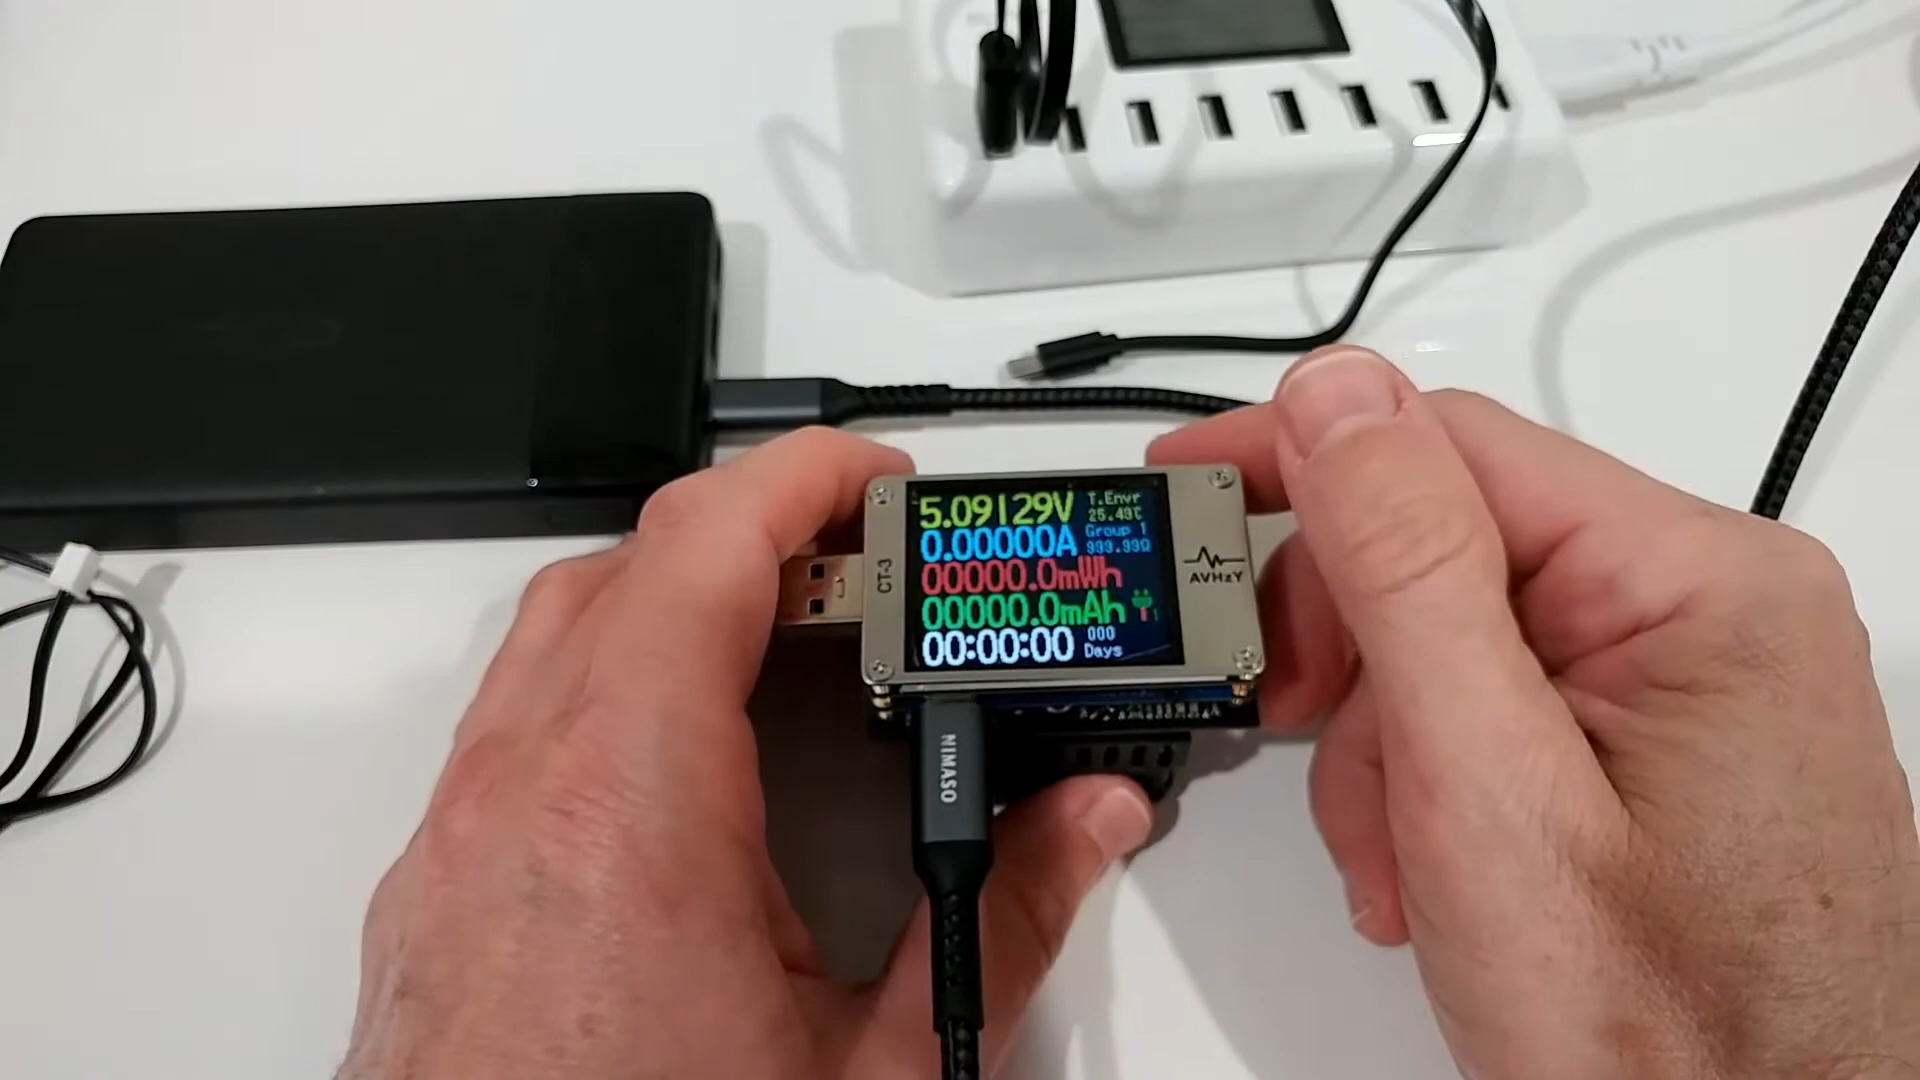 5.09129V
T.Envr
25.49℃
0.00000A
Group 1
999.99Ω
00000.0mWh
00000.0mAh
1
00:00:00
000
Days
CT-3
AVHzY
NIMASO